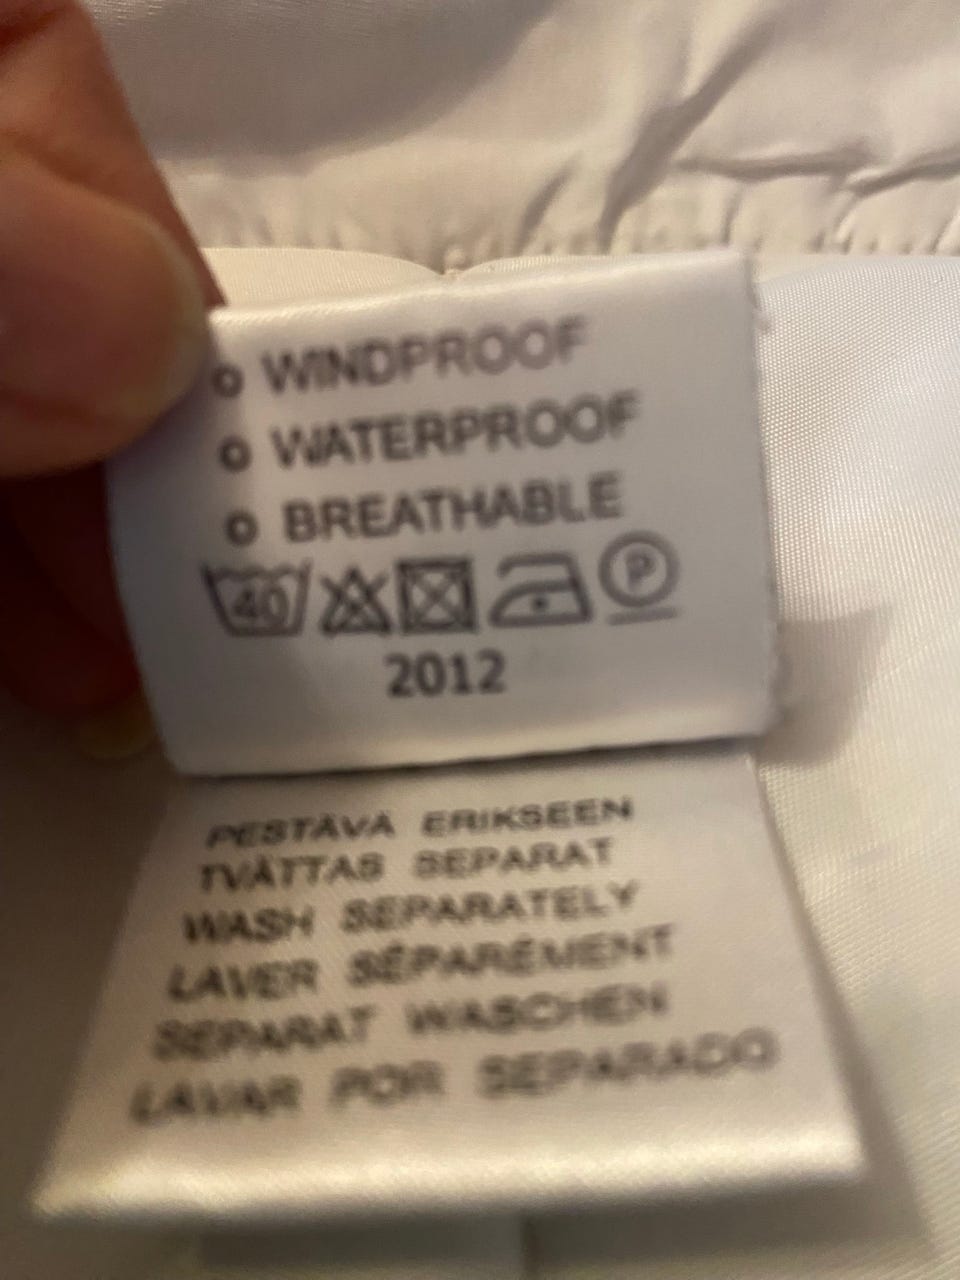 o WINDPROOF
o WATERPROOF
o BREATHABLE
40 P
2012
PESTÄVÄ ERIKSEEN
TVÄTTAS SEPARAT
WASH SEPARATELY
LAVER SÉPARÉMENT
SEPARAT WASCHEN
LAVAR POR SEPARADO